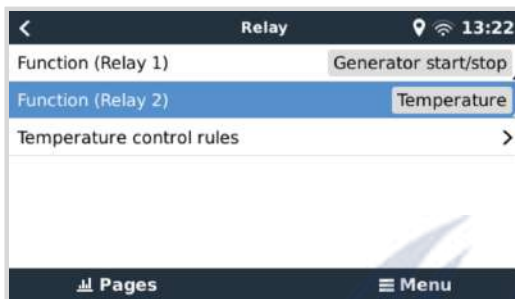 Relay 13:22
Function (Relay 1) Generator start/stop
Function (Relay 2) Temperature
Temperature control rules
Pages Menu